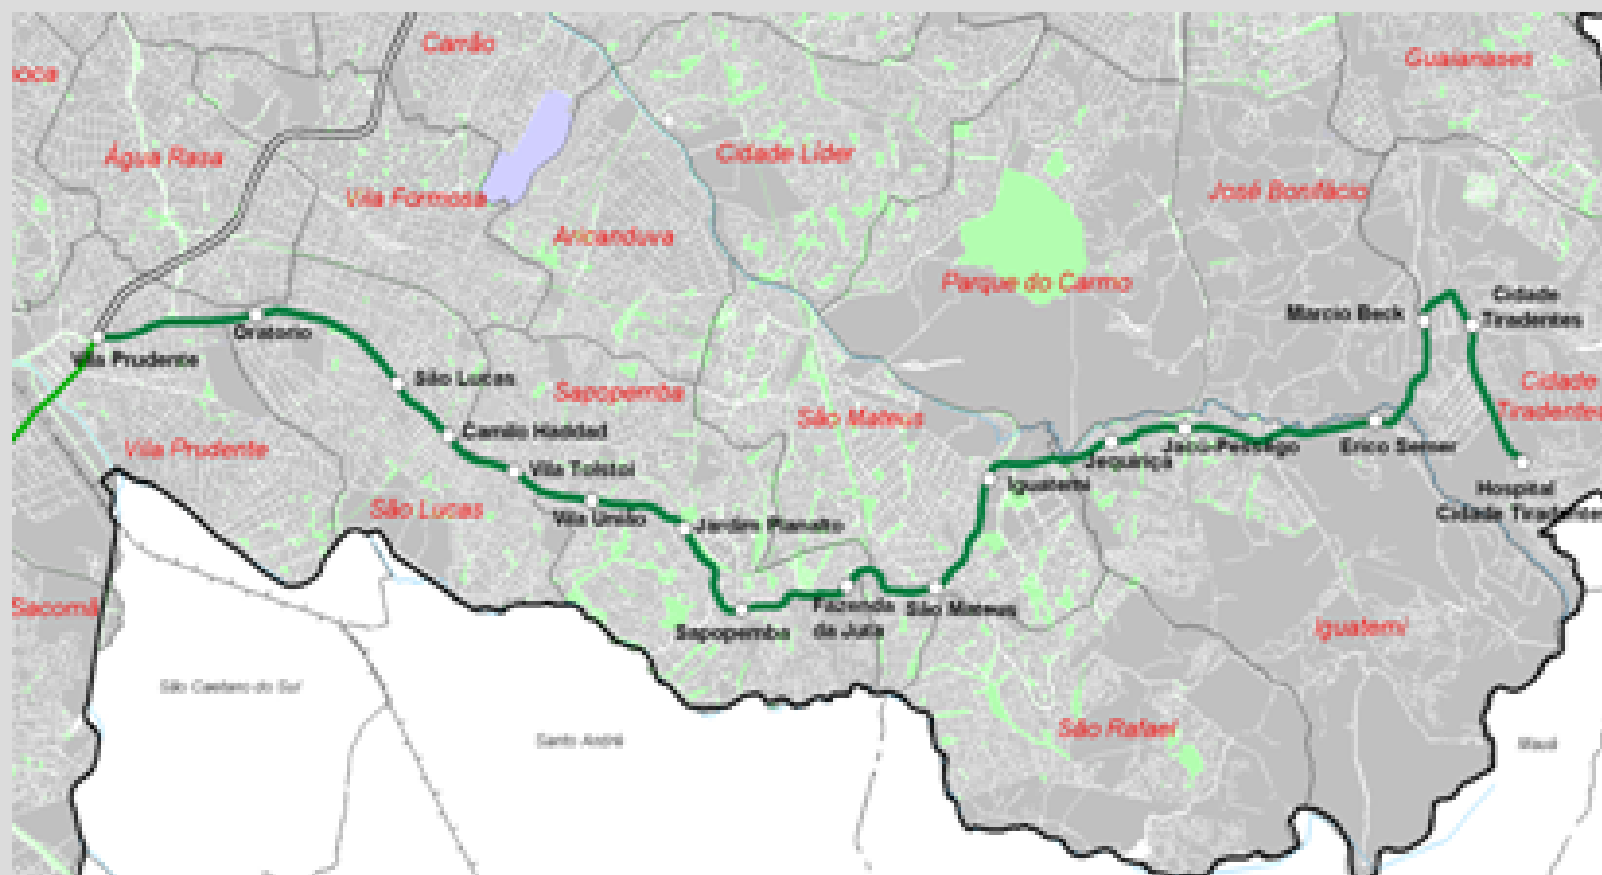 Carrão
Guaianases
Água Rasa
Cidade Líder
Vila Formosa
José Bonifácio
Aricanduva
Parque do Carmo
Cidade
Tiradentes
Marcio Beck
Oratorio
Vila Prudente
São Lucas
Sapopemba
Cidade
Tiradentes
São Mateus
Camilo Haddad
Vila Prudente
Jacú-Pessego
Erico Semer
Jequiriçá
Vila Tolstoi
Iguatemi
Hospital
Cidade Tiradentes
São Lucas
Vila União
Jardim Planalto
Sacomã
Fazenda
da Juta
São Mateus
Sapopemba
Iguatemi
São Caetano do Sul
São Rafael
Santo André
Mauá